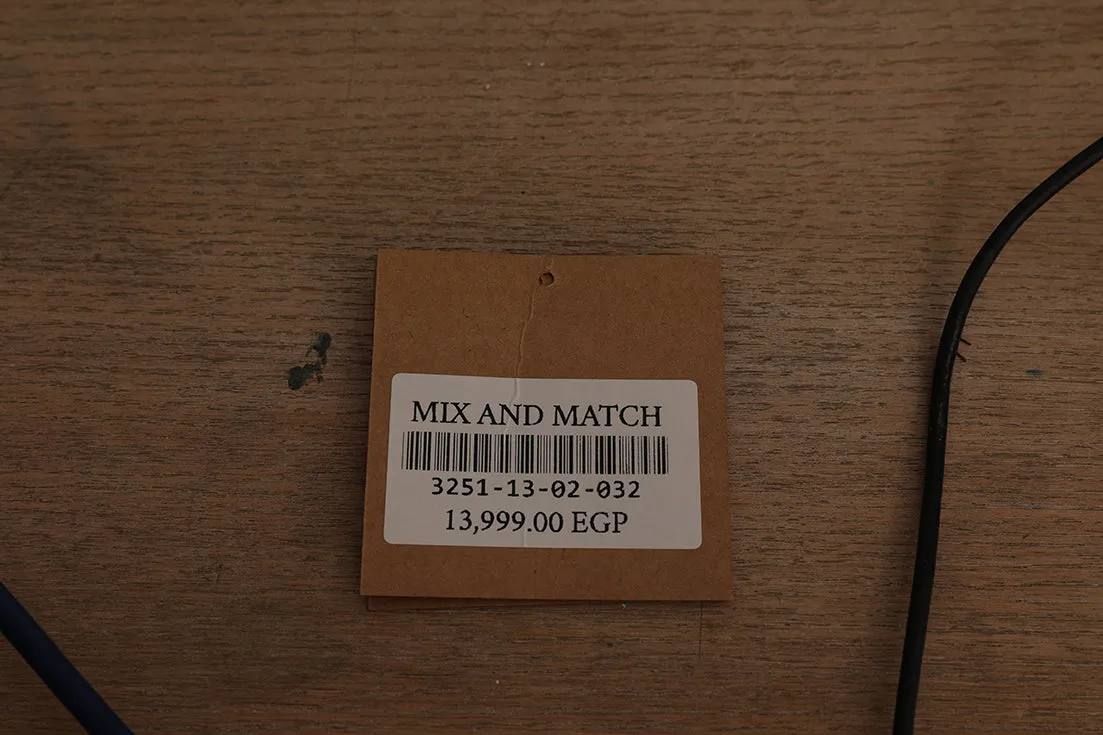 MIX AND MATCH
3251-13-02-032
13,999.00 EGP